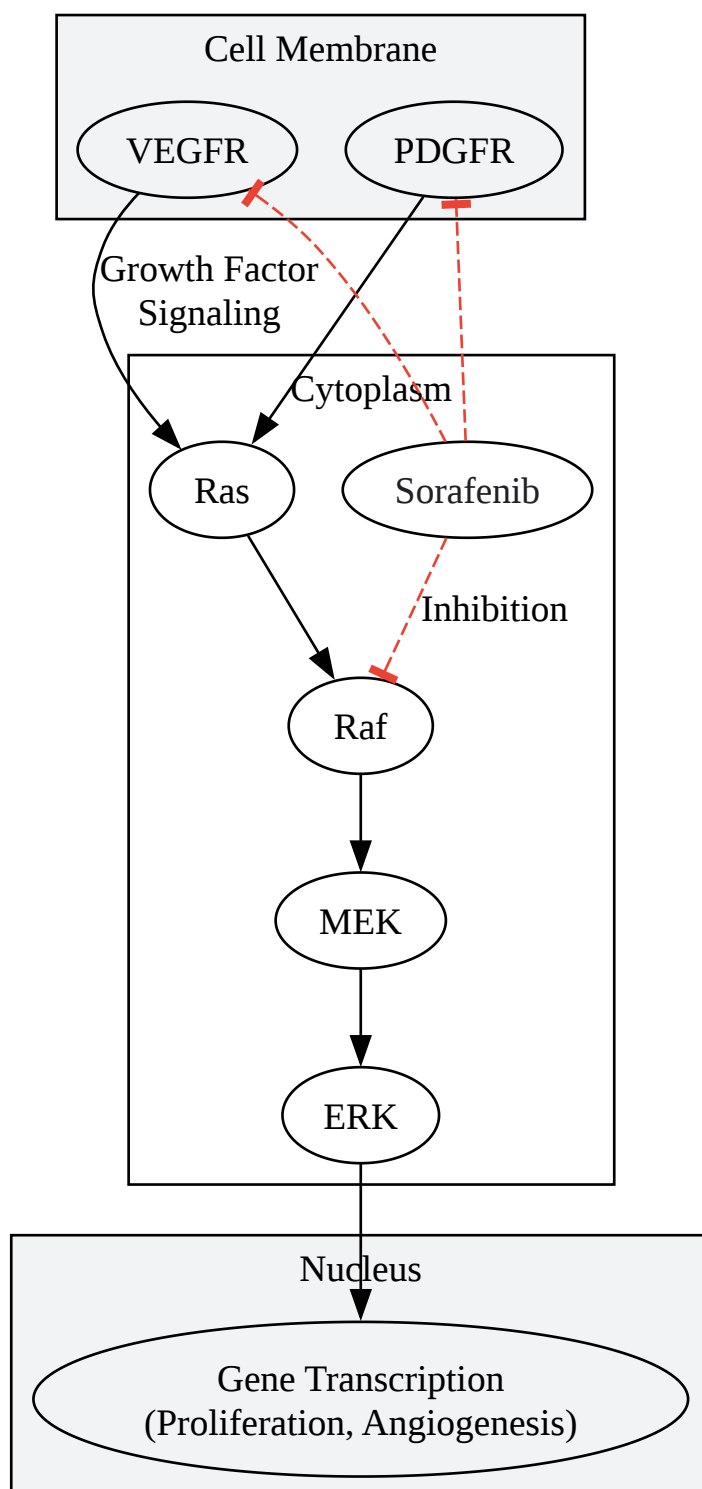 Cell Membrane
VEGFR
PDGFR
Growth Factor
Signaling
Cytoplasm
Ras
Sorafenib
Inhibition
Raf
MEK
ERK
Nucleus
Gene Transcription
(Proliferation, Angiogenesis)